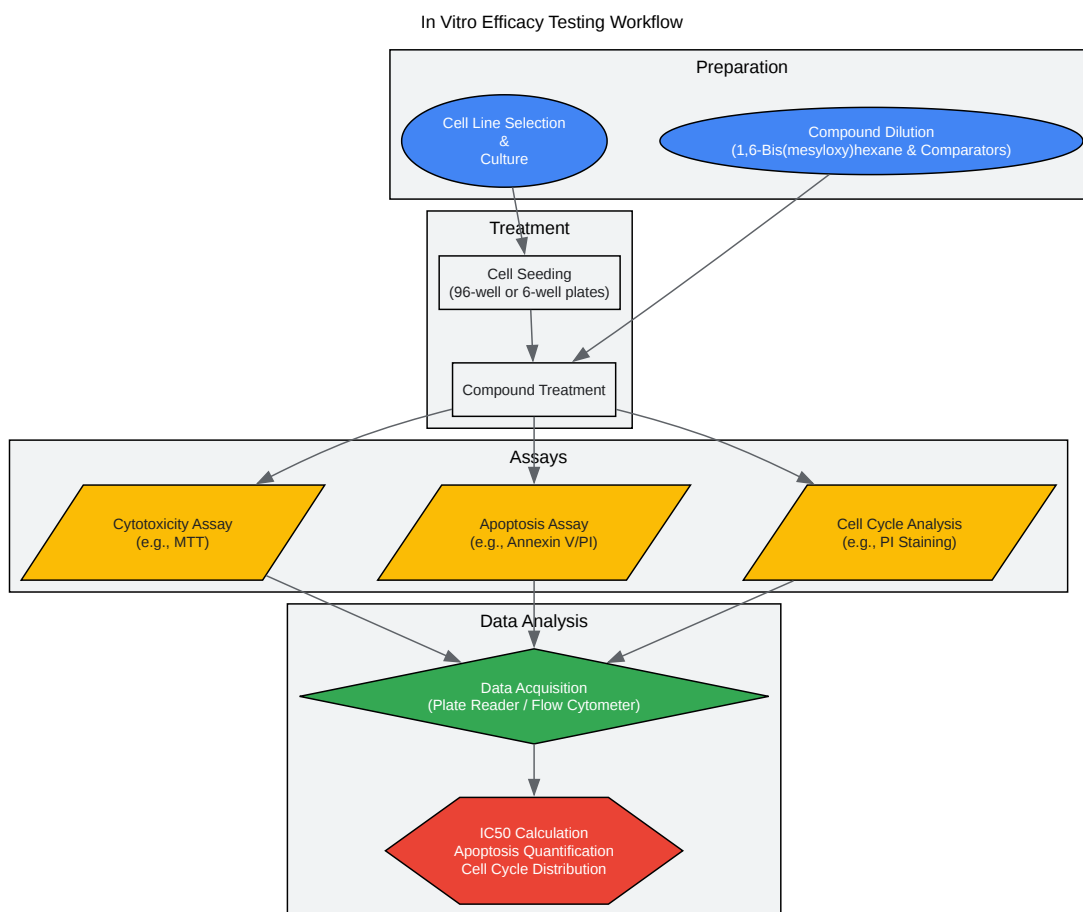 In Vitro Efficacy Testing Workflow
Preparation
Cell Line Selection
&
Culture
Compound Dilution
(1,6-Bis(mesyloxy)hexane & Comparators)
Treatment
Cell Seeding
(96-well or 6-well plates)
Compound Treatment
Assays
Cytotoxicity Assay
(e.g., MTT)
Apoptosis Assay
(e.g., Annexin V/PI)
Cell Cycle Analysis
(e.g., PI Staining)
Data Analysis
Data Acquisition
(Plate Reader / Flow Cytometer)
IC50 Calculation
Apoptosis Quantification
Cell Cycle Distribution